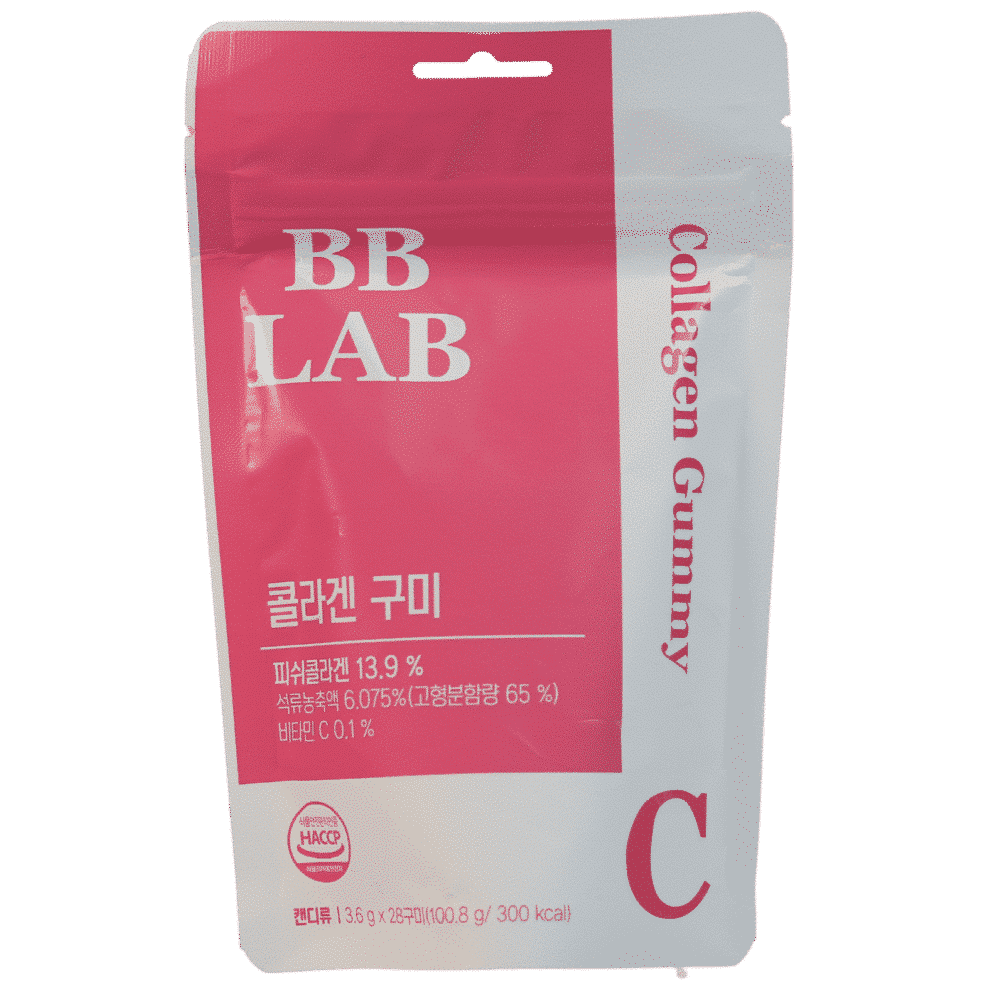 BB
LAB
Collagen Gummy
콜라겐 구미
피쉬콜라겐 13.9 %
석류농축액 6.075%(고형분함량 65 %)
비타민 C 0.1 %
HACCP
C
캔디류 | 3.6 g x 28구미(100.8 g/ 300 kcal)